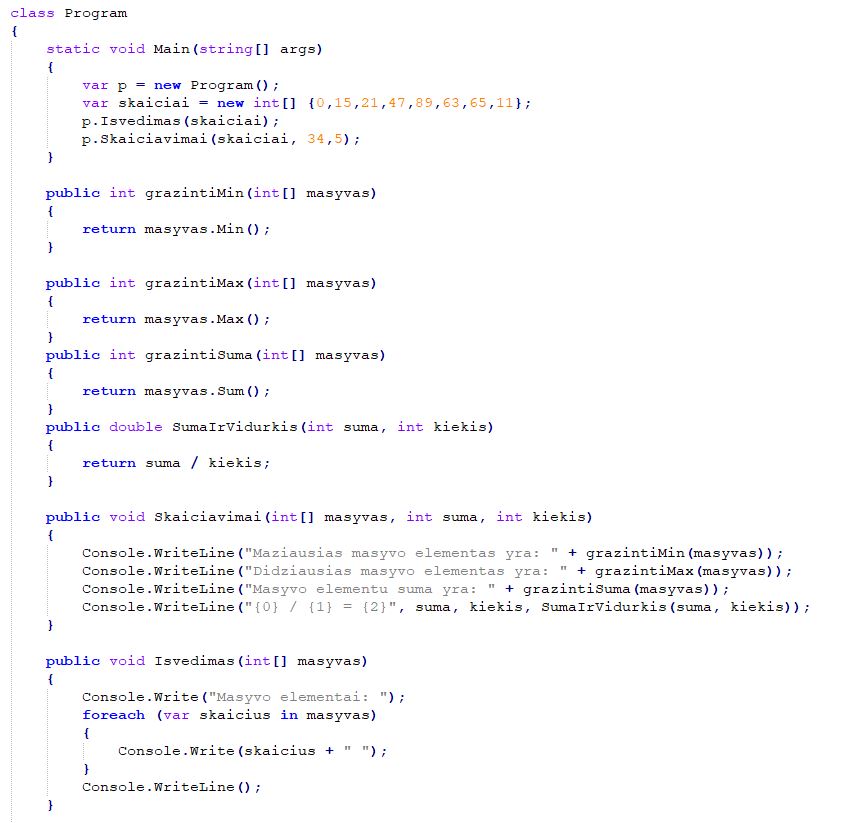 class Program
{
    static void Main(string[] args)
    {
        var p = new Program();
        var skaiciai = new int[] {0,15,21,47,89,63,65,11};
        p.Isvedimas(skaiciai);
        p.Skaiciavimai(skaiciai, 34,5);
    }

    public int grazintiMin(int[] masyvas)
    {
        return masyvas.Min();
    }

    public int grazintiMax(int[] masyvas)
    {
        return masyvas.Max();
    }
    public int grazintiSuma(int[] masyvas)
    {
        return masyvas.Sum();
    }
    public double SumaIrVidurkis(int suma, int kiekis)
    {
        return suma / kiekis;
    }

    public void Skaiciavimai(int[] masyvas, int suma, int kiekis)
    {
        Console.WriteLine("Maziausias masyvo elementas yra: " + grazintiMin(masyvas));
        Console.WriteLine("Didziausias masyvo elementas yra: " + grazintiMax(masyvas));
        Console.WriteLine("Masyvo elementu suma yra: " + grazintiSuma(masyvas));
        Console.WriteLine("{0} / {1} = {2}", suma, kiekis, SumaIrVidurkis(suma, kiekis));
    }

    public void Isvedimas(int[] masyvas)
    {
        Console.Write("Masyvo elementai: ");
        foreach (var skaicius in masyvas)
        {
            Console.Write(skaicius + " ");
        }
        Console.WriteLine();
    }